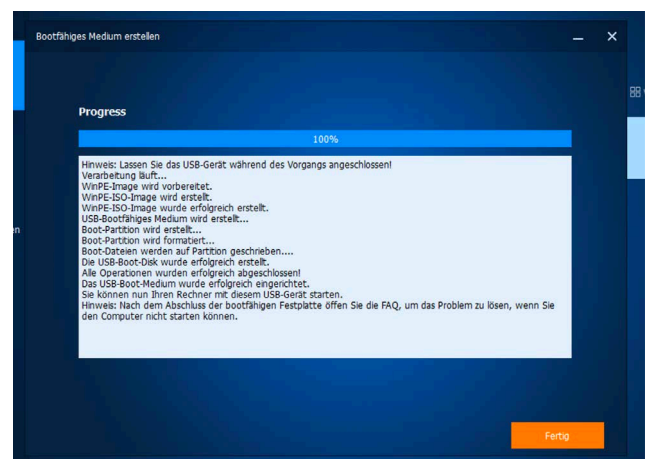 Bootfähiges Medium erstellen
Progress
100%
Hinweis: Lassen Sie das USB-Gerät während des Vorgangs angeschlossen!
Verarbeitung läuft...
WinPE-Image wird vorbereitet.
WinPE-ISO-Image wird erstellt.
WinPE-ISO-Image wurde erfolgreich erstellt.
USB-Bootfähiges Medium wird erstellt...
Boot-Partition wird erstellt...
Boot-Partition wird formatiert...
Boot-Dateien werden auf Partition geschrieben....
Die USB-Boot-Disk wurde erfolgreich erstellt.
Alle Operationen wurden erfolgreich abgeschlossen!
Das USB-Boot-Medium wurde erfolgreich eingerichtet.
Sie können nun Ihren Rechner mit diesem USB-Gerät starten.
Hinweis: Nach dem Abschluss der bootfähigen Festplatte öffen Sie die FAQ, um das Problem zu lösen, wenn Sie
den Computer nicht starten können.
Fertig